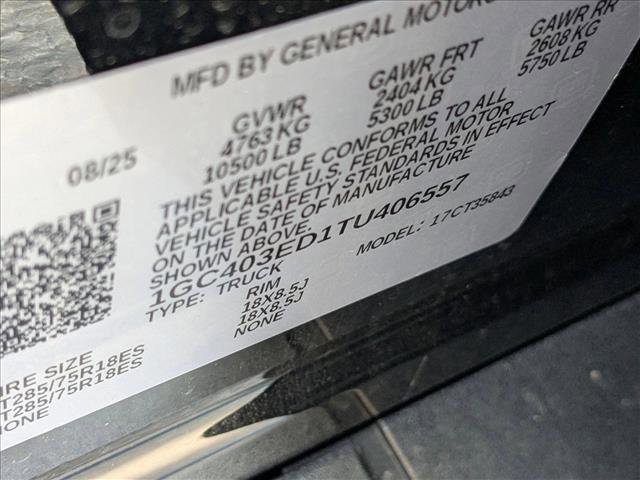 MFD BY GENERAL MOTORS
08/25
GVWR
4763 KG
10500 LB
GAWR FRT
2404 KG
5300 LB
GAWR RR
2608 KG
5750 LB
THIS VEHICLE CONFORMS TO ALL
APPLICABLE U.S. FEDERAL MOTOR
VEHICLE SAFETY STANDARDS IN EFFECT
ON THE DATE OF MANUFACTURE
SHOWN ABOVE.
1GC403ED1TU406557
TYPE: TRUCK
MODEL: 17CT35843
IRE SIZE
T285/75R18ES
T285/75R18ES
NONE
RIM
18X8.5J
18X8.5J
NONE